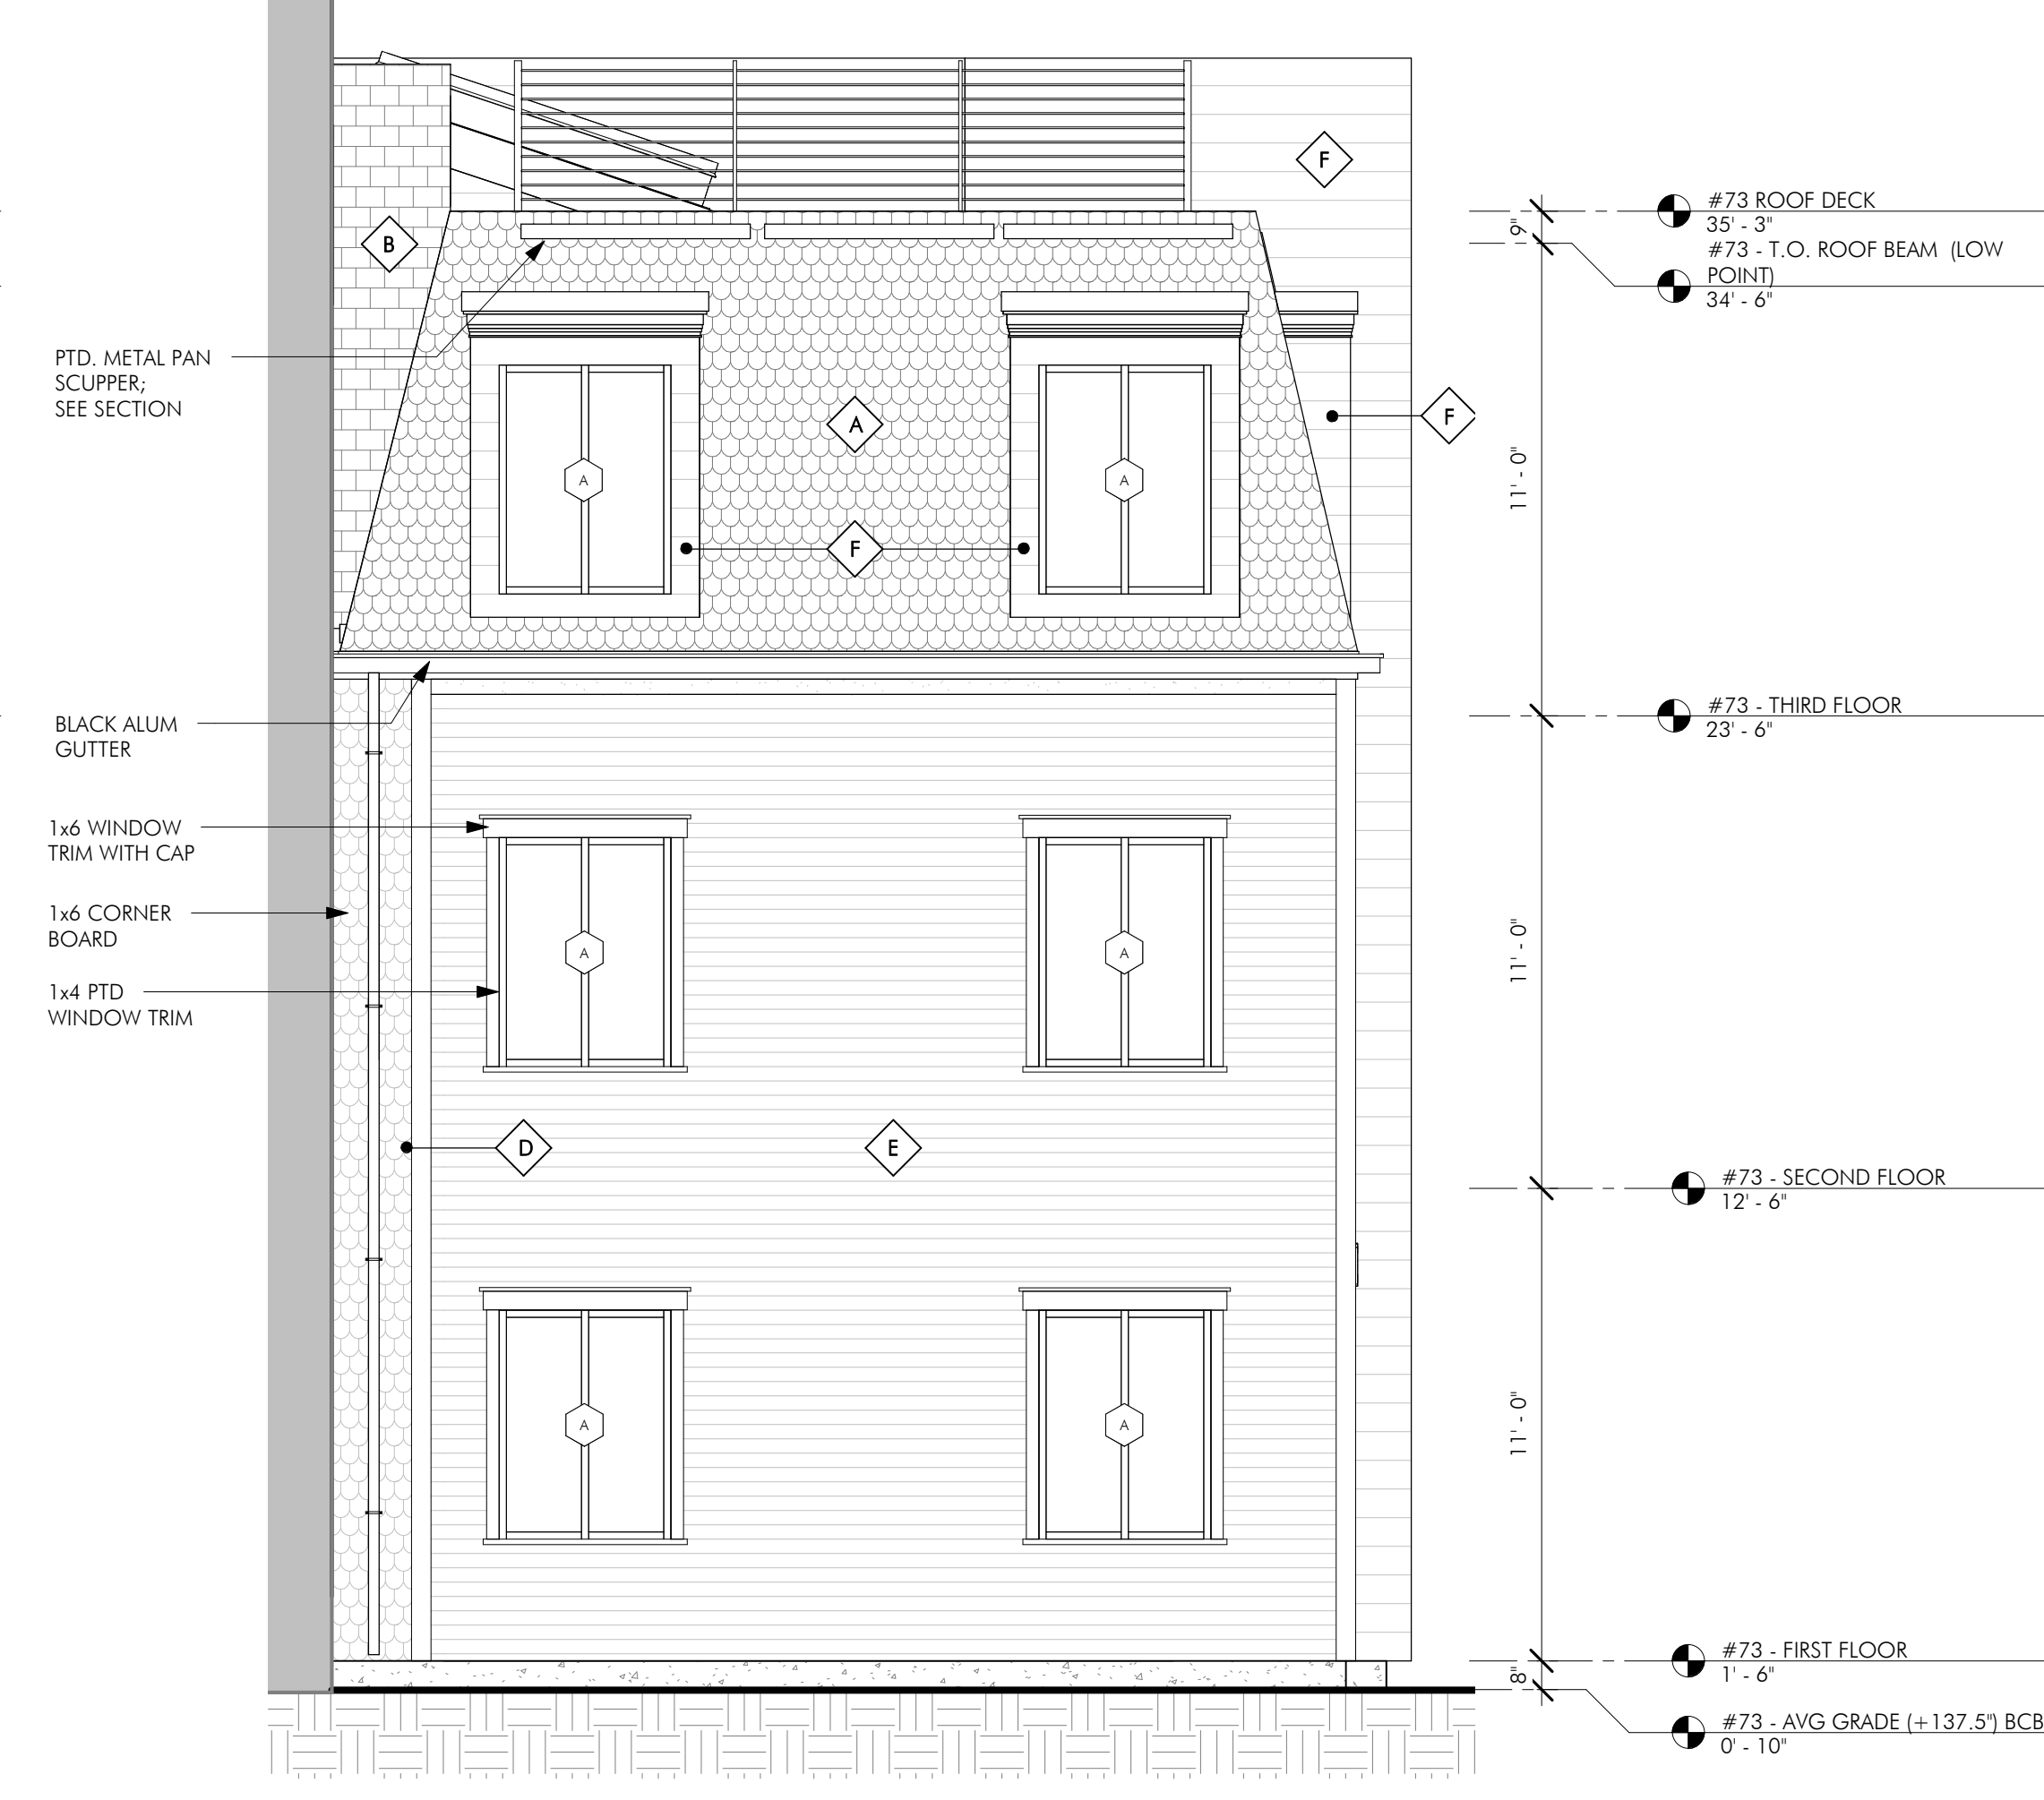 F
#73 ROOF DECK
35' - 3"
9"
#73 - T.O. ROOF BEAM (LOW
POINT)
34' - 6"
B
PTD. METAL PAN
SCUPPER;
SEE SECTION
A
F
11' - 0"
A
A
F
BLACK ALUM
GUTTER
#73 - THIRD FLOOR
23' - 6"
1x6 WINDOW
TRIM WITH CAP
1x6 CORNER
BOARD
1x4 PTD
WINDOW TRIM
A
A
11' - 0"
D
E
#73 - SECOND FLOOR
12' - 6"
A
A
11' - 0"
#73 - FIRST FLOOR
1' - 6"
8"
#73 - AVG GRADE (+137.5") BCB
0' - 10"